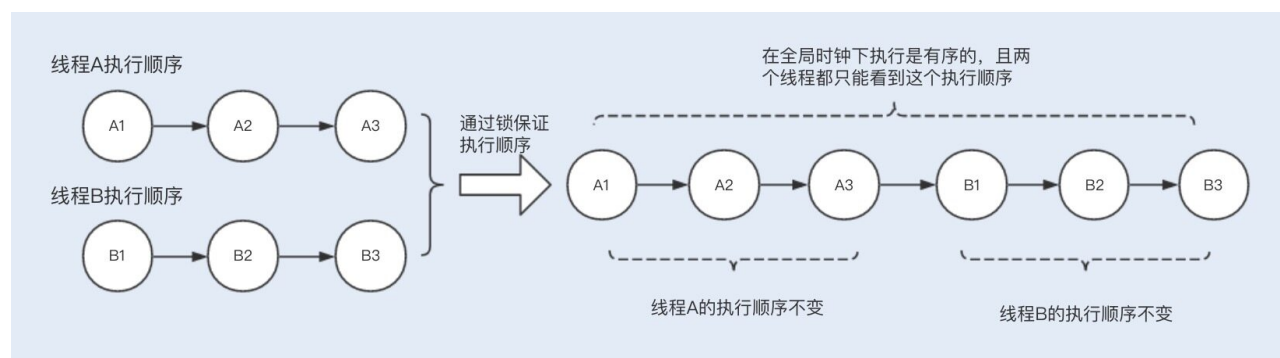 线程A执行顺序
A1
A2
A3
线程B执行顺序
B1
B2
B3
通过锁保证
执行顺序
在全局时钟下执行是有序的，且两
个线程都只能看到这个执行顺序
A1
A2
A3
B1
B2
B3
线程A的执行顺序不变
线程B的执行顺序不变